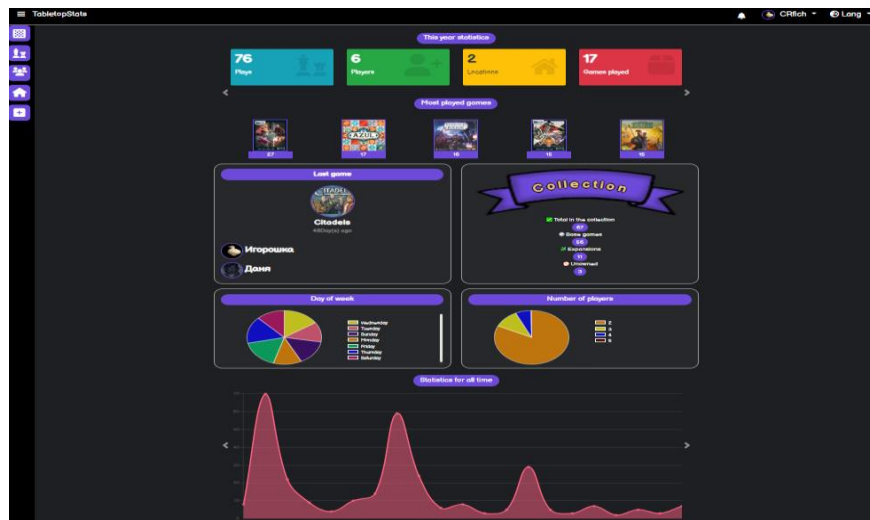 TabletopStats
CRfich
Lang
This year statistics
76
Plays
6
Players
2
Locations
17
Games played
Most played games
AZUL
27
17
16
15
15
Last game
Citadels
Игорошка
Даня
Collection
Total in the collection
67
Base games
56
Expansions
11
Unowned
3
Day of week
Wednesday
Tuesday
Sunday
Monday
Friday
Thursday
Saturday
Number of players
2
3
4
5
Statistics for all time